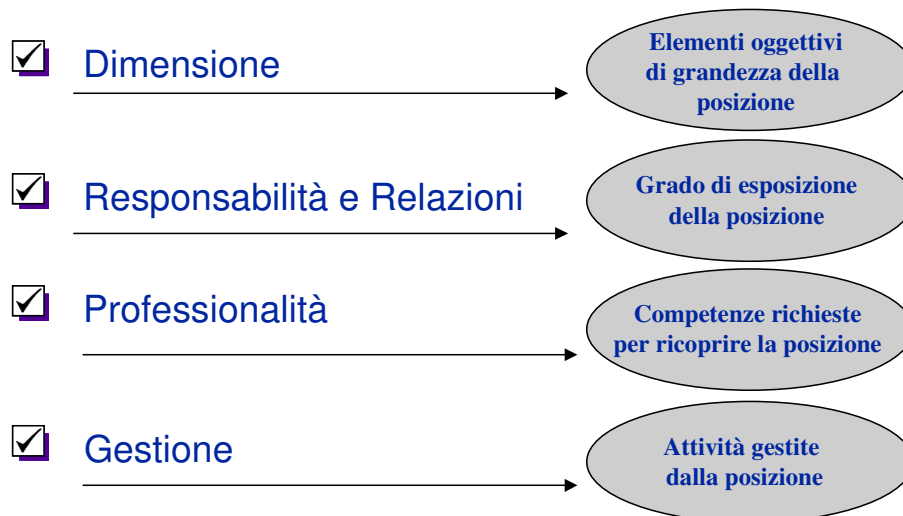 Dimensione
Elementi oggettivi
di grandezza della
posizione
Responsabilità e Relazioni
Grado di esposizione
della posizione
Professionalità
Competenze richieste
per ricoprire la posizione
Gestione
Attività gestite
dalla posizione